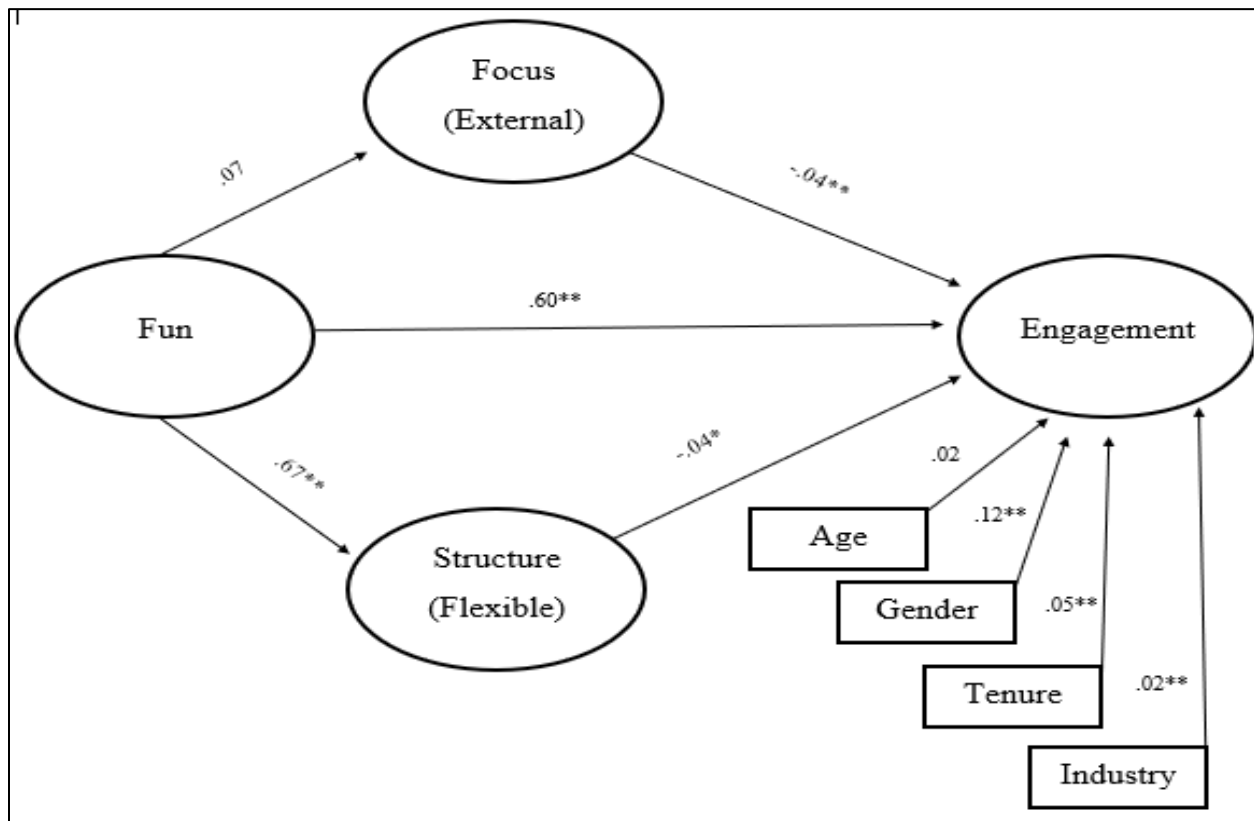 Focus
(External)
.07
-.04**
Fun
.60**
Engagement
.67**
-.04*
Structure
(Flexible)
.02
Age
.12**
Gender
.05**
Tenure
.02**
Industry